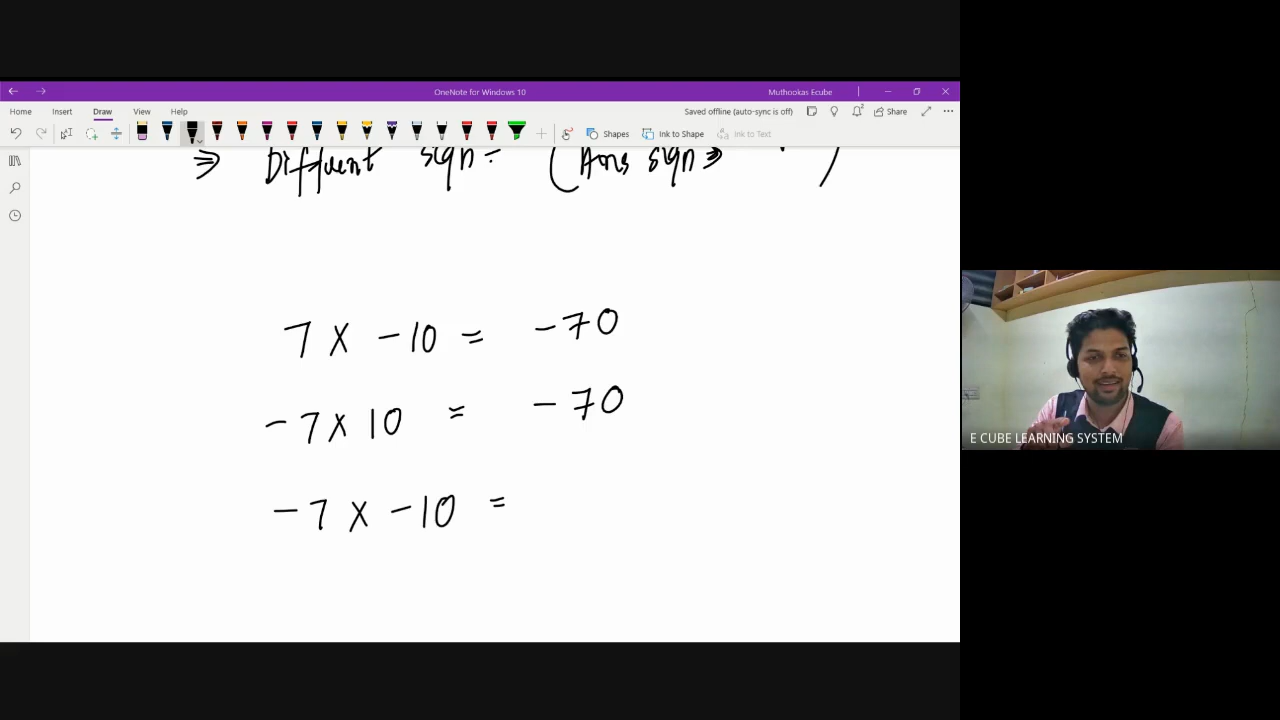 OneNote for Windows 10
Muthookas Ecube
Home Insert Draw View Help
Saved offline (auto-sync is off)
2
Share
Shapes
Ink to Shape
Ink to Text
⇒ Diffluent sign = (Ans sign ⇒ )
7 x -10 = -70
-7 x 10 = -70
-7 x -10 =
E CUBE LEARNING SYSTEM